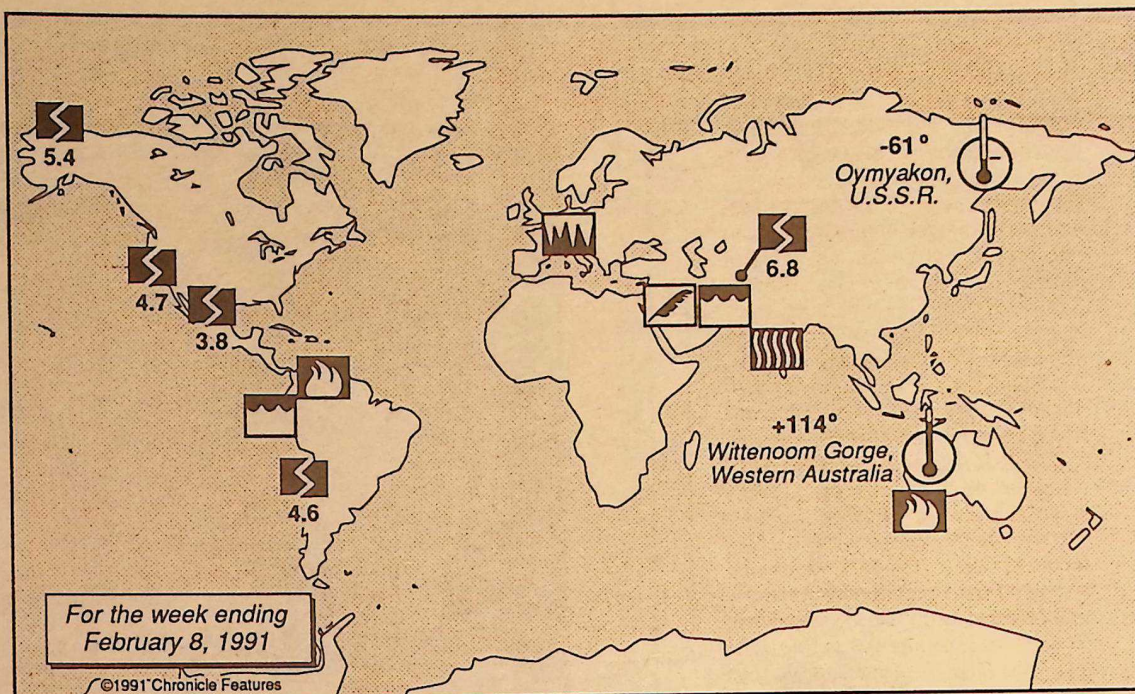 5.4
-61°
Oymyakon,
U.S.S.R.
4.7
6.8
3.8
+114°
Wittenoom Gorge,
Western Australia
4.6
For the week ending
February 8, 1991
©1991 Chronicle Features